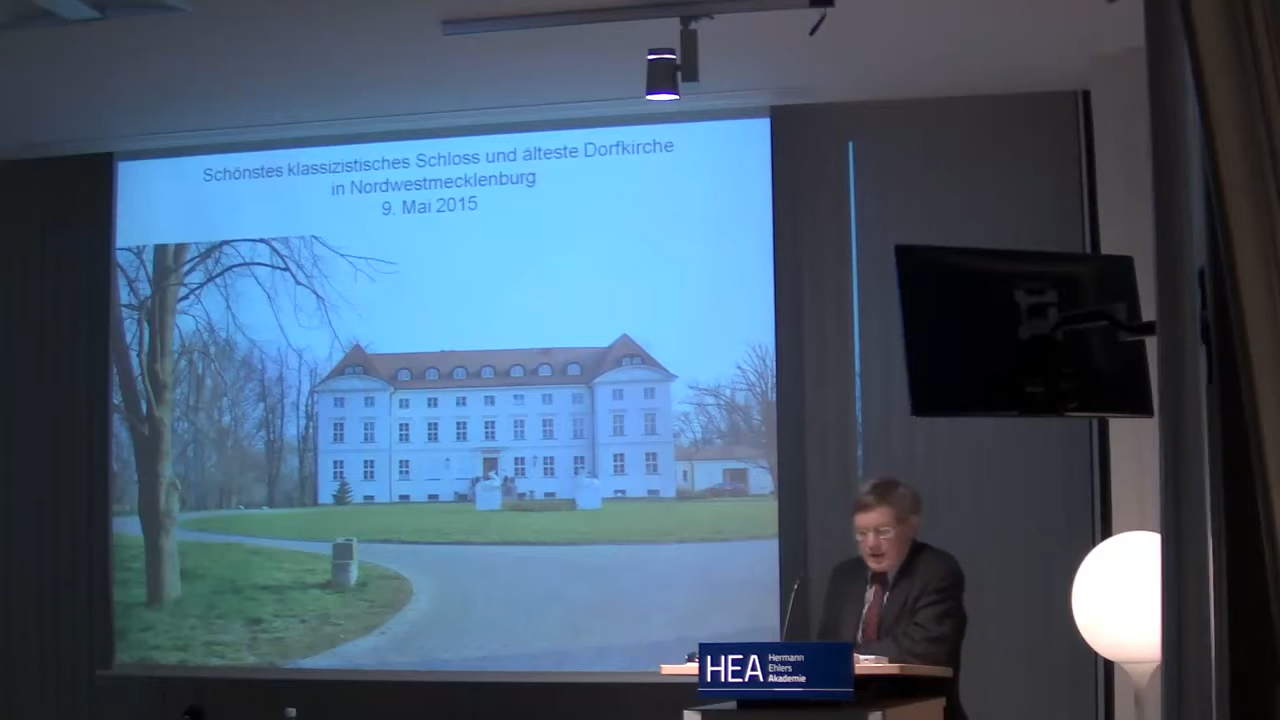 Schönstes klassizistisches Schloss und älteste Dorfkirche
in Nordwestmecklenburg
9. Mai 2015
HEA
Hermann
Ehlers
Akademie